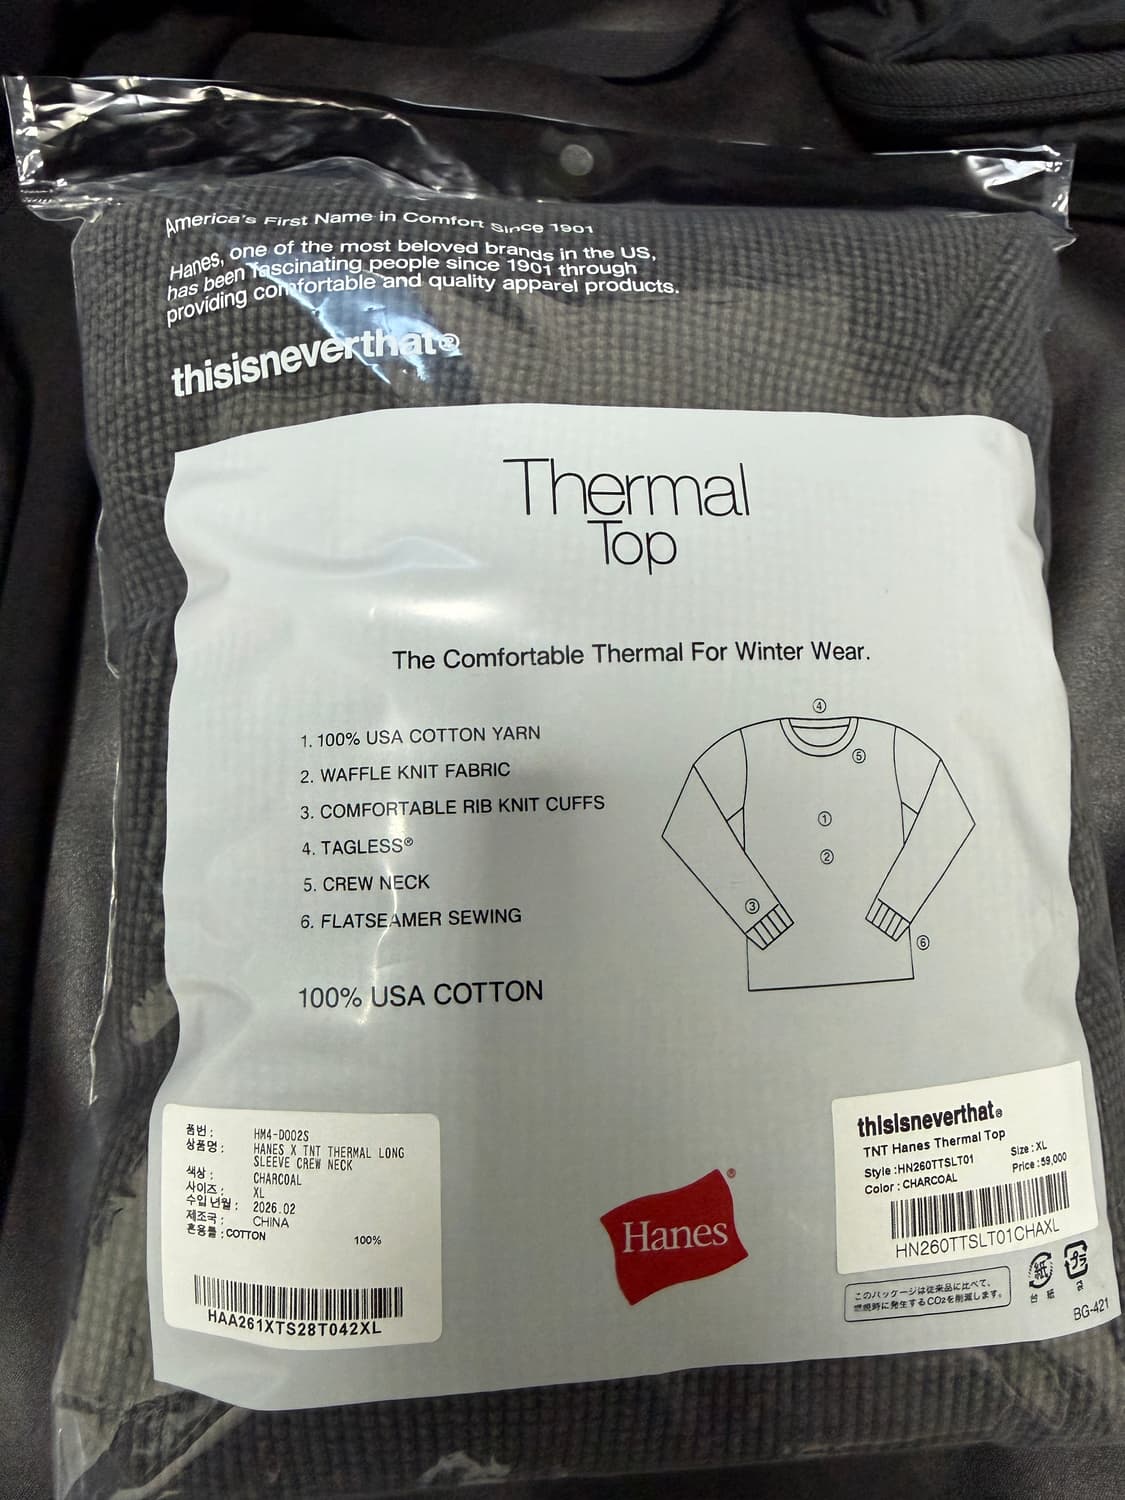 America's First Name in Comfort Since 1901
Hanes, one of the most beloved brands in the US,
has been fascinating people since 1901 through
providing comfortable and quality apparel products.
thisisneverthat®
Thermal
Top
The Comfortable Thermal For Winter Wear.
1. 100% USA COTTON YARN
2. WAFFLE KNIT FABRIC
3. COMFORTABLE RIB KNIT CUFFS
4. TAGLESS®
5. CREW NECK
6. FLATSEAMER SEWING
④
⑤
①
②
③
⑥
100% USA COTTON
품번 : HM4-D002S
상품명 : HANES X TNT THERMAL LONG
SLEEVE CREW NECK
색상 : CHARCOAL
사이즈 : XL
수입년월 : 2026.02
제조국 : CHINA
혼용률 : COTTON 100%
HAA261XTS28T042XL
Hanes®
thisisneverthat®
TNT Hanes Thermal Top
Style : HN260TTSLT01 Size : XL
Color : CHARCOAL Price : 59,000
HN260TTSLT01CHAXL
このパッケージは従来品に比べて、
燃焼時に発生するCO2を削減します。
紙
台紙
プラ
袋
BG-421